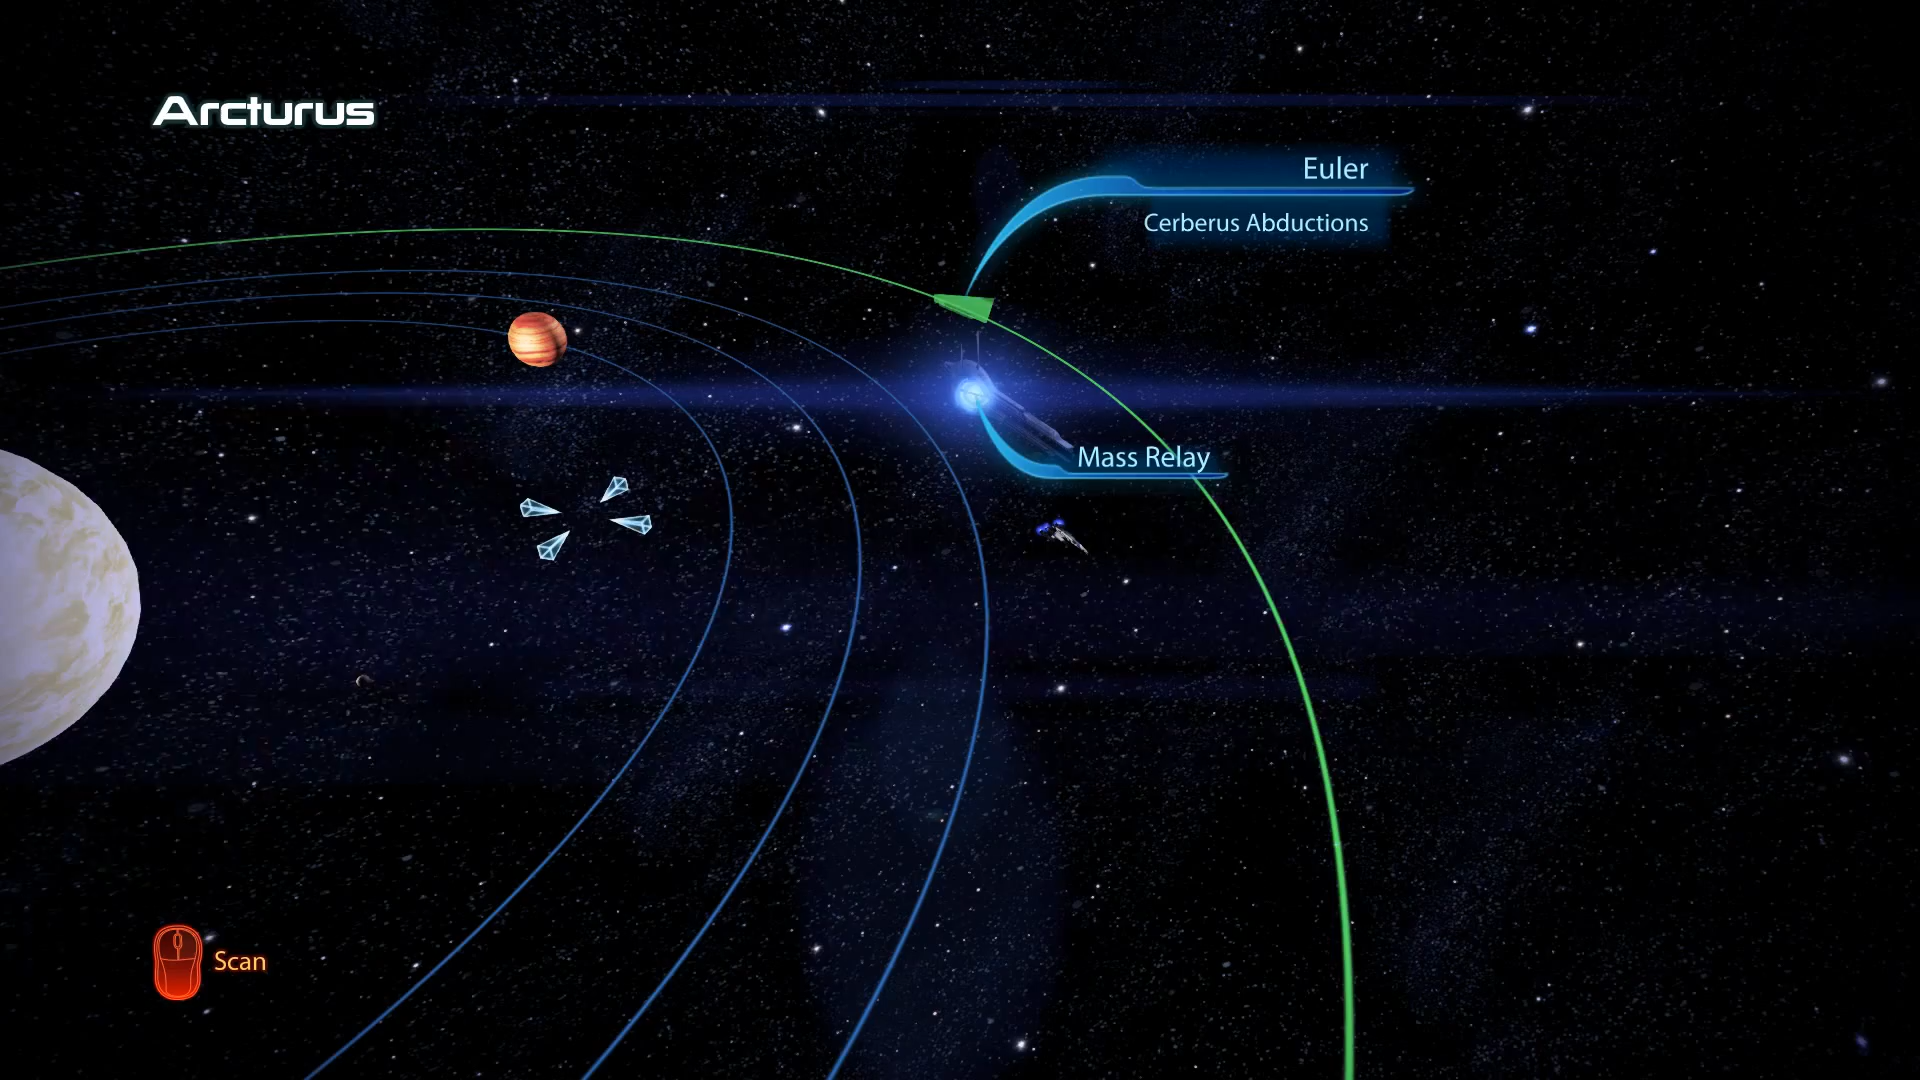 Arcturus
Euler
Cerberus Abductions
Mass Relay
Scan